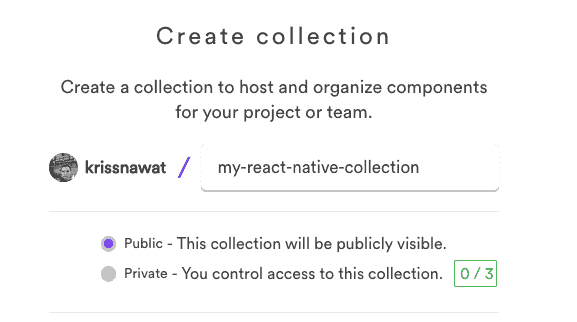 Create collection
Create a collection to host and organize components
for your project or team.
krissnawat / my-react-native-collection
Public - This collection will be publicly visible.
Private - You control access to this collection. 0 / 3